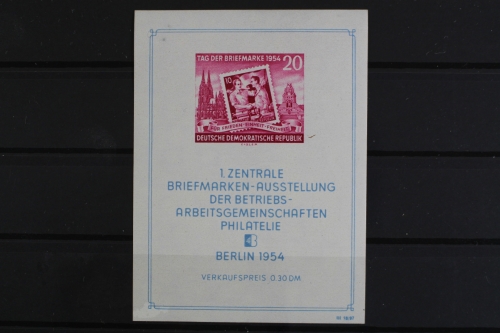 TAG DER BRIEFMARKE 1954 20
10
DEUTSCHE DEMOKRATISCHE REPUBLIK
1. ZENTRALE
BRIEFMARKEN-AUSSTELLUNG
DER BETRIEBS-
ARBEITSGEMEINSCHAFTEN
PHILATELIE
BERLIN 1954
VERKAUFSPREIS 0.30 DM